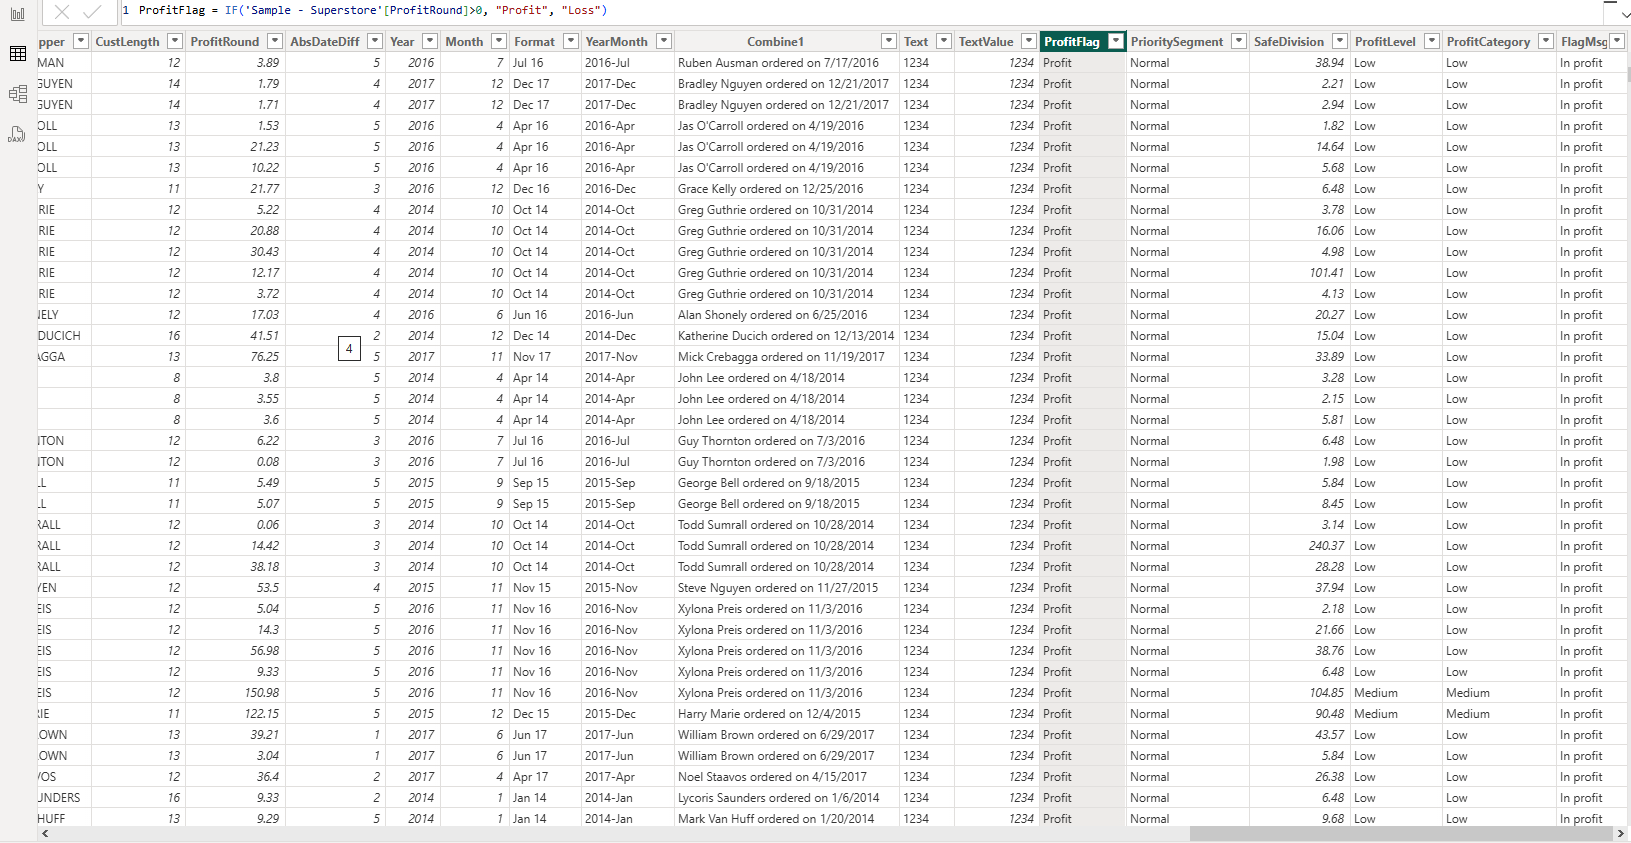 1 ProfitFlag = IF('Sample - Superstore'[ProfitRound]>0, "Profit", "Loss")
pper CustLength ProfitRound AbsDateDiff Year Month Format YearMonth Combine1 Text TextValue ProfitFlag PrioritySegment SafeDivision ProfitLevel ProfitCategory FlagMsg
MAN 12 3.89 5 2016 7 Jul 16 2016-Jul Ruben Ausman ordered on 7/17/2016 1234 1234 Profit Normal 38.94 Low Low In profit
GUYEN 14 1.79 4 2017 12 Dec 17 2017-Dec Bradley Nguyen ordered on 12/21/2017 1234 1234 Profit Normal 2.21 Low Low In profit
GUYEN 14 1.71 4 2017 12 Dec 17 2017-Dec Bradley Nguyen ordered on 12/21/2017 1234 1234 Profit Normal 2.94 Low Low In profit
OLL 13 1.53 5 2016 4 Apr 16 2016-Apr Jas O'Carroll ordered on 4/19/2016 1234 1234 Profit Normal 1.82 Low Low In profit
OLL 13 21.23 5 2016 4 Apr 16 2016-Apr Jas O'Carroll ordered on 4/19/2016 1234 1234 Profit Normal 14.64 Low Low In profit
OLL 13 10.22 5 2016 4 Apr 16 2016-Apr Jas O'Carroll ordered on 4/19/2016 1234 1234 Profit Normal 5.68 Low Low In profit
Y 11 21.77 3 2016 12 Dec 16 2016-Dec Grace Kelly ordered on 12/25/2016 1234 1234 Profit Normal 6.48 Low Low In profit
RIE 12 5.22 4 2014 10 Oct 14 2014-Oct Greg Guthrie ordered on 10/31/2014 1234 1234 Profit Normal 3.78 Low Low In profit
RIE 12 20.88 4 2014 10 Oct 14 2014-Oct Greg Guthrie ordered on 10/31/2014 1234 1234 Profit Normal 16.06 Low Low In profit
RIE 12 30.43 4 2014 10 Oct 14 2014-Oct Greg Guthrie ordered on 10/31/2014 1234 1234 Profit Normal 4.98 Low Low In profit
RIE 12 12.17 4 2014 10 Oct 14 2014-Oct Greg Guthrie ordered on 10/31/2014 1234 1234 Profit Normal 101.41 Low Low In profit
RIE 12 3.72 4 2014 10 Oct 14 2014-Oct Greg Guthrie ordered on 10/31/2014 1234 1234 Profit Normal 4.13 Low Low In profit
NELY 12 17.03 4 2016 6 Jun 16 2016-Jun Alan Shonely ordered on 6/25/2016 1234 1234 Profit Normal 20.27 Low Low In profit
DUCICH 16 41.51 2 2014 12 Dec 14 2014-Dec Katherine Ducich ordered on 12/13/2014 1234 1234 Profit Normal 15.04 Low Low In profit
4
AGGA 13 76.25 5 2017 11 Nov 17 2017-Nov Mick Crebagga ordered on 11/19/2017 1234 1234 Profit Normal 33.89 Low Low In profit
8 3.8 5 2014 4 Apr 14 2014-Apr John Lee ordered on 4/18/2014 1234 1234 Profit Normal 3.28 Low Low In profit
8 3.55 5 2014 4 Apr 14 2014-Apr John Lee ordered on 4/18/2014 1234 1234 Profit Normal 2.15 Low Low In profit
8 3.6 5 2014 4 Apr 14 2014-Apr John Lee ordered on 4/18/2014 1234 1234 Profit Normal 5.81 Low Low In profit
NTON 12 6.22 3 2016 7 Jul 16 2016-Jul Guy Thornton ordered on 7/3/2016 1234 1234 Profit Normal 6.48 Low Low In profit
NTON 12 0.08 3 2016 7 Jul 16 2016-Jul Guy Thornton ordered on 7/3/2016 1234 1234 Profit Normal 1.98 Low Low In profit
LL 11 5.49 5 2015 9 Sep 15 2015-Sep George Bell ordered on 9/18/2015 1234 1234 Profit Normal 5.84 Low Low In profit
LL 11 5.07 5 2015 9 Sep 15 2015-Sep George Bell ordered on 9/18/2015 1234 1234 Profit Normal 8.45 Low Low In profit
RALL 12 0.06 3 2014 10 Oct 14 2014-Oct Todd Sumrall ordered on 10/28/2014 1234 1234 Profit Normal 3.14 Low Low In profit
RALL 12 14.42 3 2014 10 Oct 14 2014-Oct Todd Sumrall ordered on 10/28/2014 1234 1234 Profit Normal 240.37 Low Low In profit
RALL 12 38.18 3 2014 10 Oct 14 2014-Oct Todd Sumrall ordered on 10/28/2014 1234 1234 Profit Normal 28.28 Low Low In profit
YEN 12 53.5 4 2015 11 Nov 15 2015-Nov Steve Nguyen ordered on 11/27/2015 1234 1234 Profit Normal 37.94 Low Low In profit
EIS 12 5.04 5 2016 11 Nov 16 2016-Nov Xylona Preis ordered on 11/3/2016 1234 1234 Profit Normal 2.18 Low Low In profit
EIS 12 14.3 5 2016 11 Nov 16 2016-Nov Xylona Preis ordered on 11/3/2016 1234 1234 Profit Normal 21.66 Low Low In profit
EIS 12 56.98 5 2016 11 Nov 16 2016-Nov Xylona Preis ordered on 11/3/2016 1234 1234 Profit Normal 38.76 Low Low In profit
EIS 12 9.33 5 2016 11 Nov 16 2016-Nov Xylona Preis ordered on 11/3/2016 1234 1234 Profit Normal 6.48 Low Low In profit
EIS 12 150.98 5 2016 11 Nov 16 2016-Nov Xylona Preis ordered on 11/3/2016 1234 1234 Profit Normal 104.85 Medium Medium In profit
RIE 11 122.15 5 2015 12 Dec 15 2015-Dec Harry Marie ordered on 12/4/2015 1234 1234 Profit Normal 90.48 Medium Medium In profit
OWN 13 39.21 1 2017 6 Jun 17 2017-Jun William Brown ordered on 6/29/2017 1234 1234 Profit Normal 43.57 Low Low In profit
OWN 13 3.04 1 2017 6 Jun 17 2017-Jun William Brown ordered on 6/29/2017 1234 1234 Profit Normal 5.84 Low Low In profit
VOS 12 36.4 2 2017 4 Apr 17 2017-Apr Noel Staavos ordered on 4/15/2017 1234 1234 Profit Normal 26.38 Low Low In profit
UNDERS 16 9.33 2 2014 1 Jan 14 2014-Jan Lycoris Saunders ordered on 1/6/2014 1234 1234 Profit Normal 6.48 Low Low In profit
HUFF 13 9.29 5 2014 1 Jan 14 2014-Jan Mark Van Huff ordered on 1/20/2014 1234 1234 Profit Normal 9.68 Low Low In profit